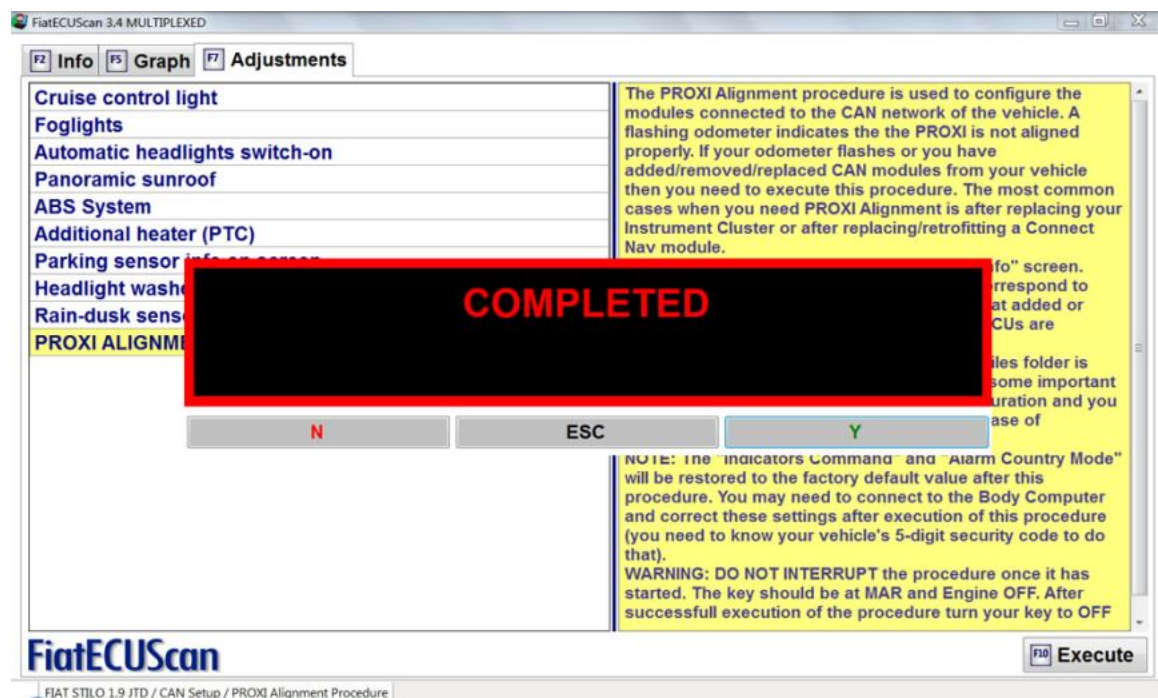 FiatECUScan 3.4 MULTIPLEXED
F2 Info F5 Graph F7 Adjustments
Cruise control light
Foglights
Automatic headlights switch-on
Panoramic sunroof
ABS System
Additional heater (PTC)
Parking sensor info on screen
Headlight washe
Rain-dusk sens
PROXI ALIGNME
The PROXI Alignment procedure is used to configure the
modules connected to the CAN network of the vehicle. A
flashing odometer indicates the the PROXI is not aligned
properly. If your odometer flashes or you have
added/removed/replaced CAN modules from your vehicle
then you need to execute this procedure. The most common
cases when you need PROXI Alignment is after replacing your
Instrument Cluster or after replacing/retrofitting a Connect
Nav module.
fo" screen.
rrespond to
at added or
CUs are
iles folder is
some important
uration and you
ase of
COMPLETED
N ESC Y
NOTE: The "Indicators Command" and "Alarm Country Mode"
will be restored to the factory default value after this
procedure. You may need to connect to the Body Computer
and correct these settings after execution of this procedure
(you need to know your vehicle's 5-digit security code to do
that).
WARNING: DO NOT INTERRUPT the procedure once it has
started. The key should be at MAR and Engine OFF. After
successfull execution of the procedure turn your key to OFF
FiatECUScan
F10 Execute
FIAT STILO 1.9 JTD / CAN Setup / PROXI Alignment Procedure